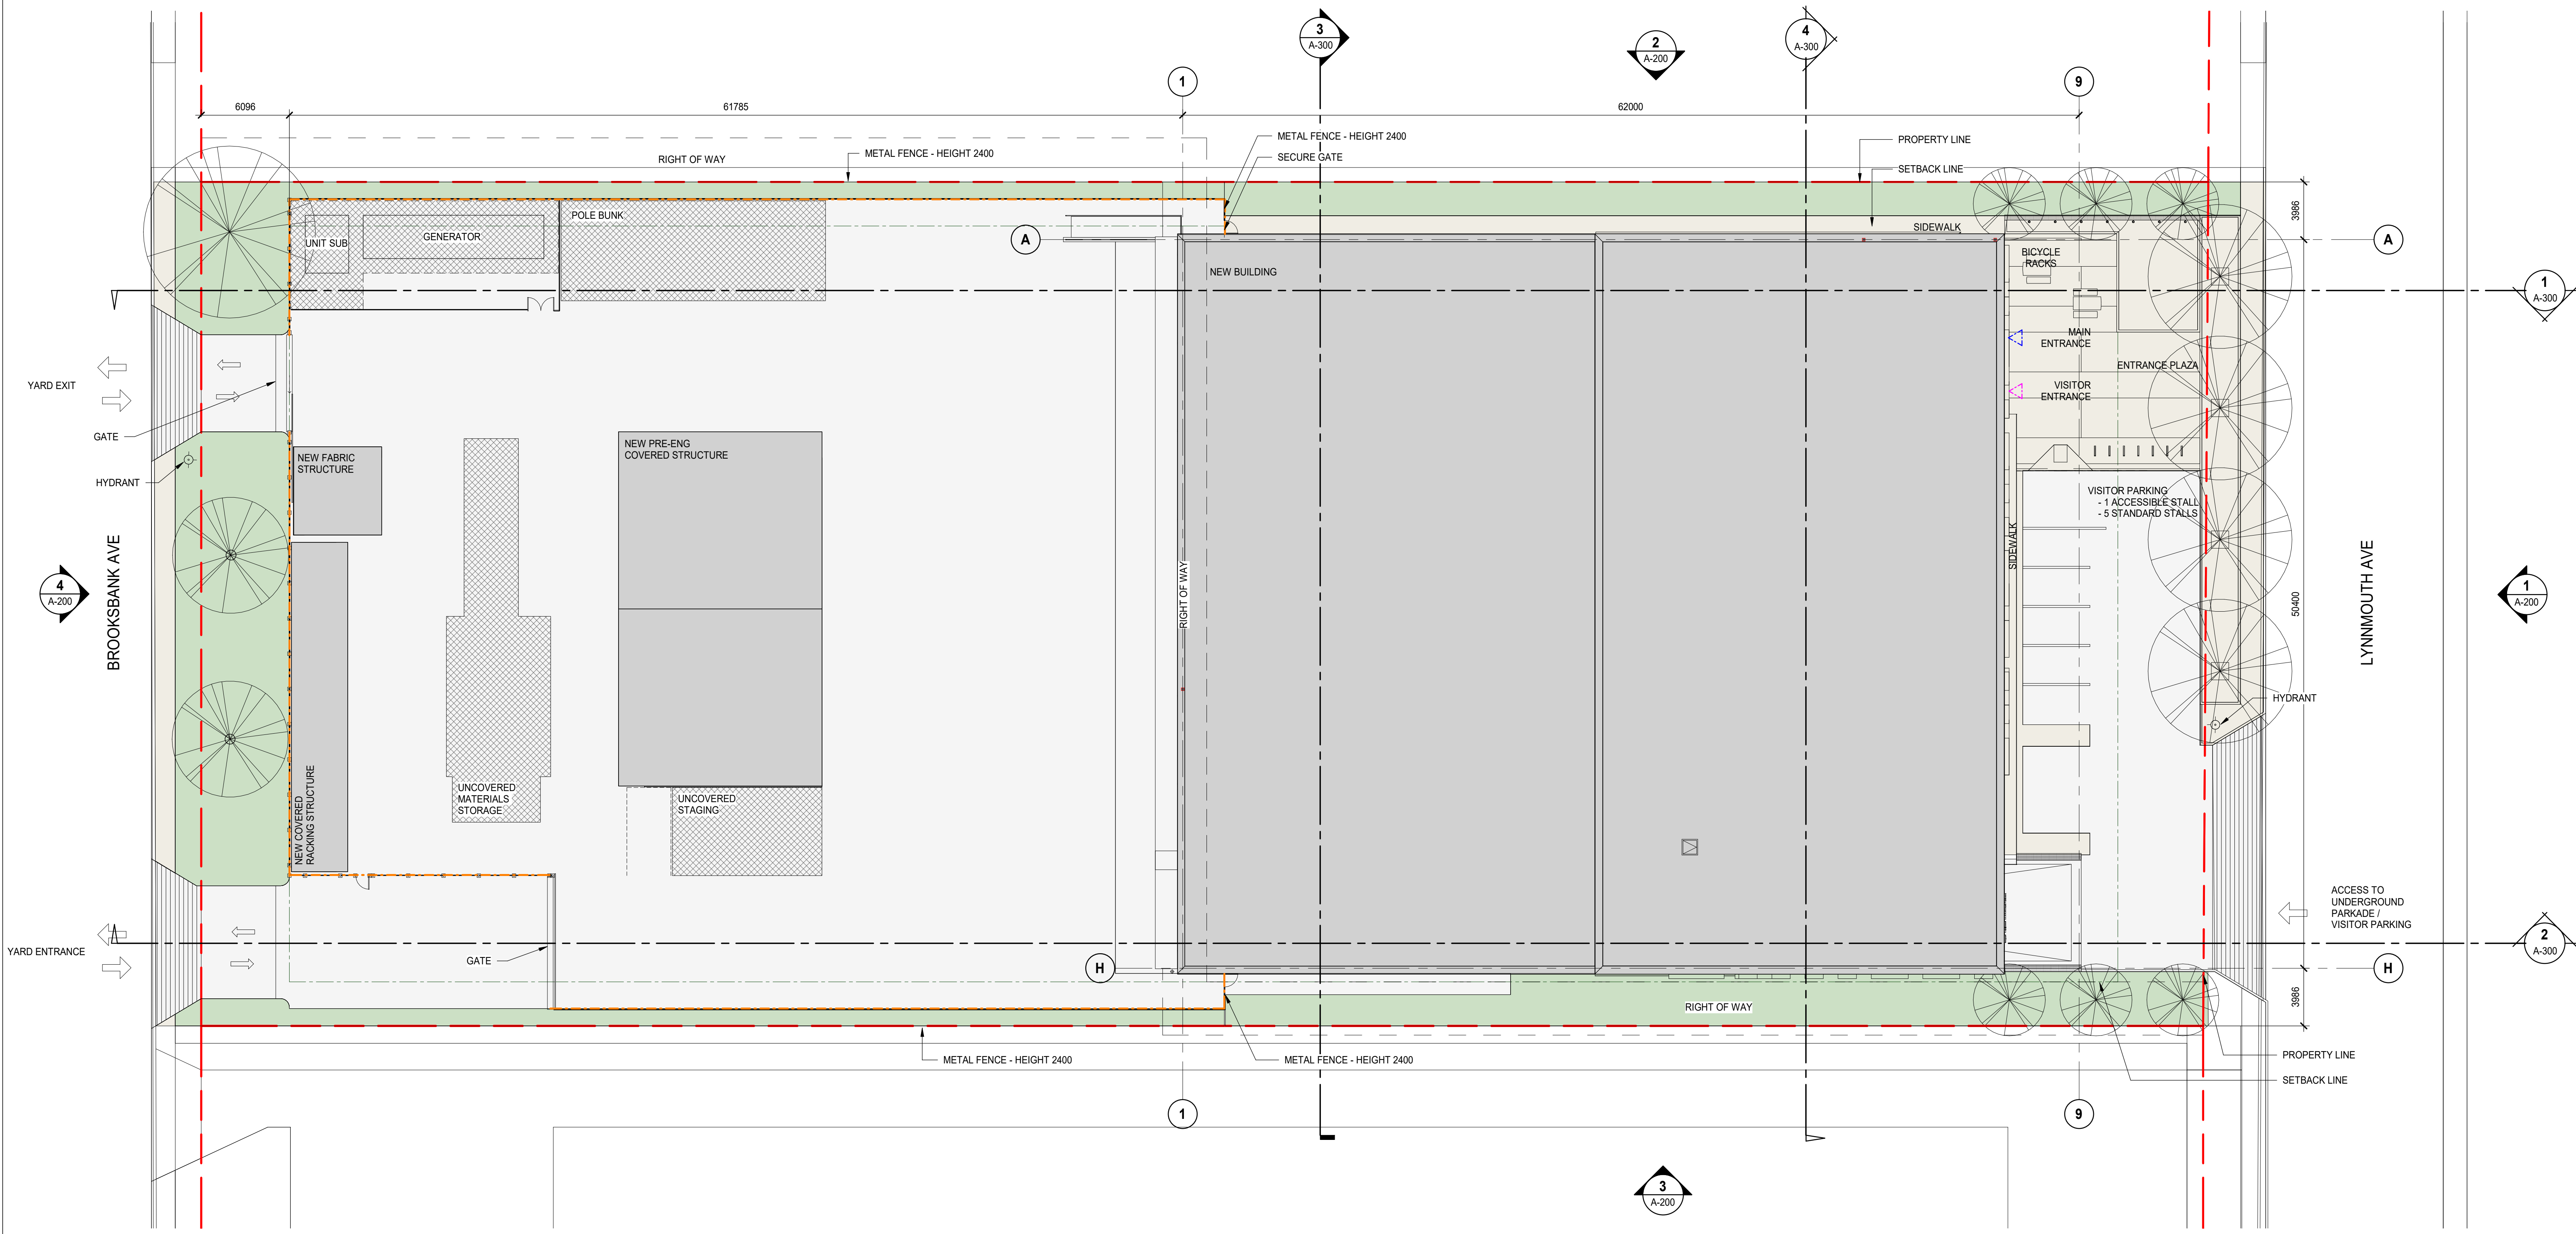 3
A-300
2
A-200
4
A-300
1
9
6096
61785
62000
METAL FENCE - HEIGHT 2400
SECURE GATE
METAL FENCE - HEIGHT 2400
RIGHT OF WAY
PROPERTY LINE
SETBACK LINE
3986
POLE BUNK
UNIT SUB
GENERATOR
A
SIDEWALK
A
NEW BUILDING
BICYCLE
RACKS
1
A-300
MAIN
ENTRANCE
ENTRANCE PLAZA
VISITOR
ENTRANCE
YARD EXIT
GATE
HYDRANT
NEW FABRIC
STRUCTURE
NEW PRE-ENG
COVERED STRUCTURE
VISITOR PARKING
- 1 ACCESSIBLE STALL
- 5 STANDARD STALLS
SIDEWALK
RIGHT OF WAY
BROOKSBANK AVE
4
A-200
LYNNMOUTH AVE
50400
1
A-200
HYDRANT
NEW COVERED
RACKING STRUCTURE
UNCOVERED
MATERIALS
STORAGE
UNCOVERED
STAGING
ACCESS TO
UNDERGROUND
PARKADE /
VISITOR PARKING
YARD ENTRANCE
GATE
2
A-300
H
H
3986
RIGHT OF WAY
METAL FENCE - HEIGHT 2400
METAL FENCE - HEIGHT 2400
PROPERTY LINE
SETBACK LINE
1
9
3
A-200